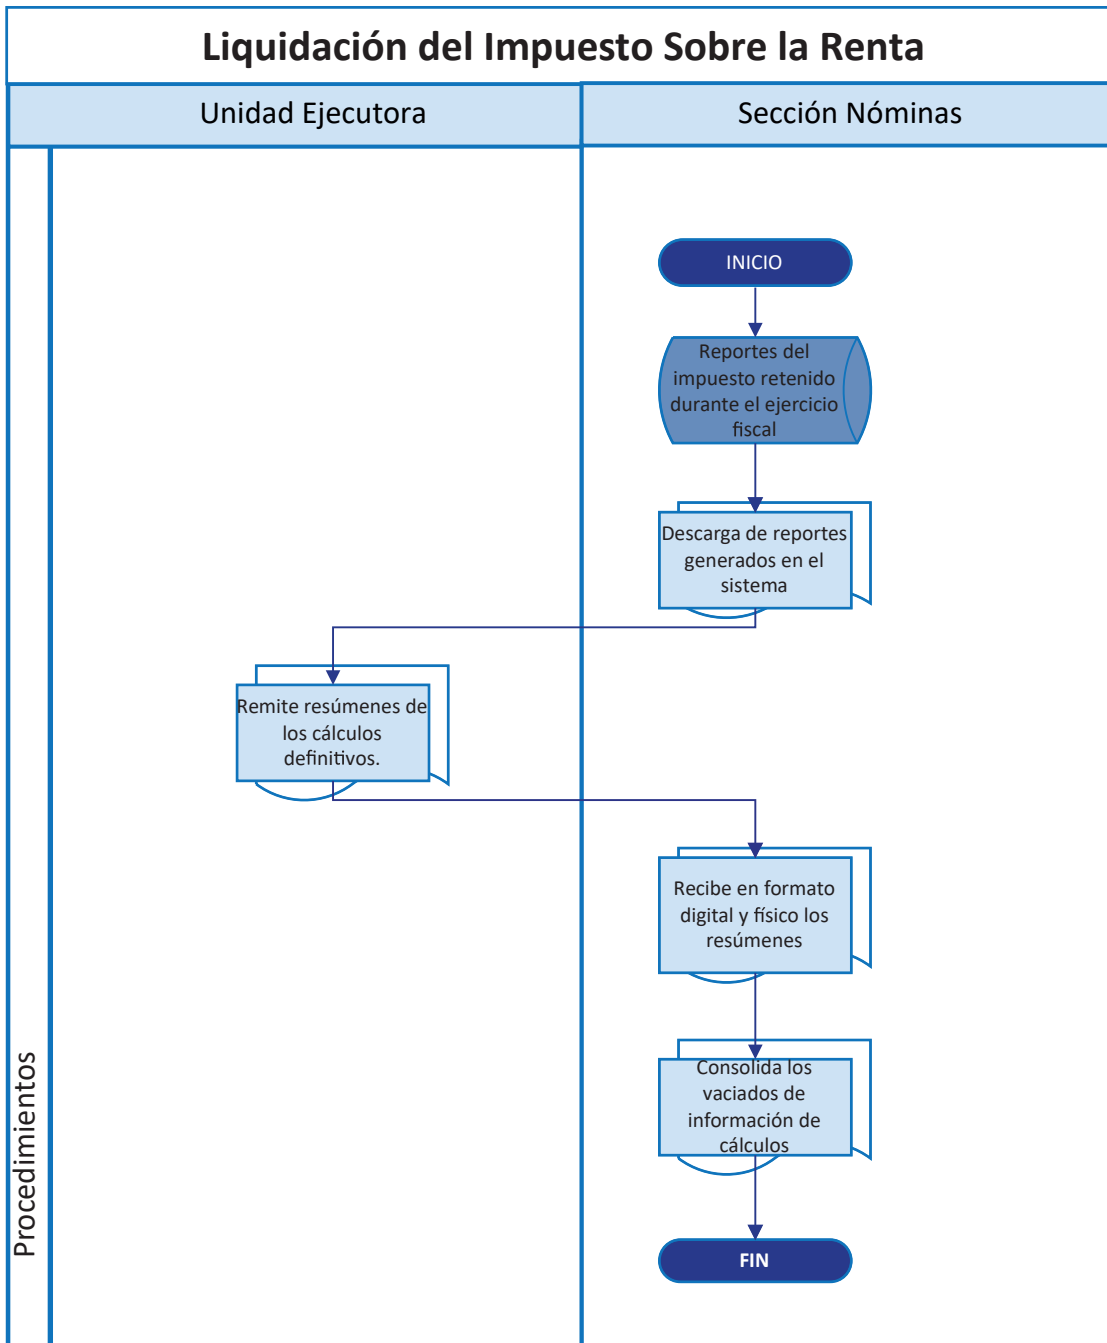 Liquidación del Impuesto Sobre la Renta
Unidad Ejecutora
Sección Nóminas
INICIO
Reportes del
impuesto retenido
durante el ejercicio
fiscal
Descarga de reportes
generados en el
sistema
Remite resúmenes de
los cálculos
definitivos.
Recibe en formato
digital y físico los
resúmenes
Consolida los
vaciados de
información de
cálculos
FIN
Procedimientos